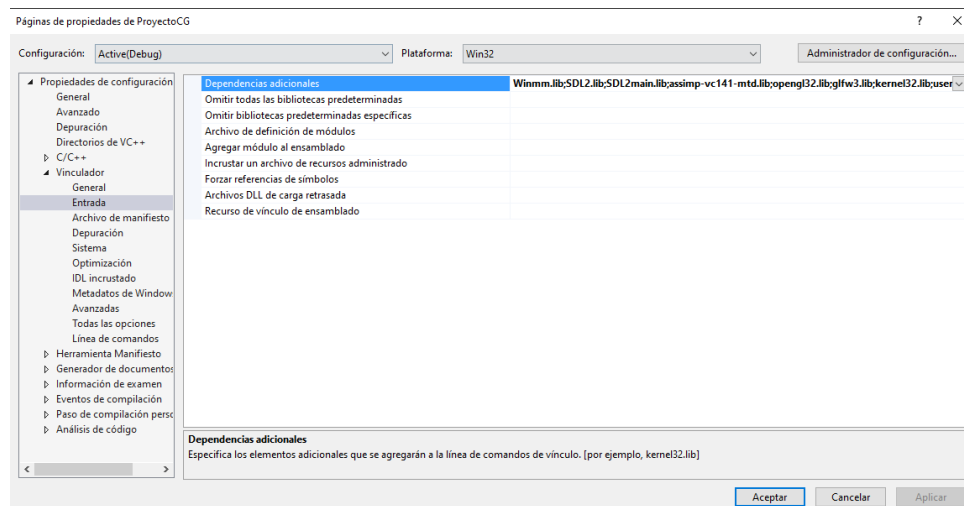 Páginas de propiedades de ProyectoCG
? ×
Configuración: Active(Debug) Plataforma: Win32 Administrador de configuración...
Propiedades de configuración
General
Avanzado
Depuración
Directorios de VC++
C/C++
Vinculador
General
Entrada
Archivo de manifiesto
Depuración
Sistema
Optimización
IDL incrustado
Metadatos de Window
Avanzadas
Todas las opciones
Línea de comandos
Herramienta Manifiesto
Generador de documentos
Información de examen
Eventos de compilación
Paso de compilación perso
Análisis de código
Dependencias adicionales Winmm.lib;SDL2.lib;SDL2main.lib;assimp-vc141-mtd.lib;opengl32.lib;glfw3.lib;kernel32.lib;user
Omitir todas las bibliotecas predeterminadas
Omitir bibliotecas predeterminadas específicas
Archivo de definición de módulos
Agregar módulo al ensamblado
Incrustar un archivo de recursos administrado
Forzar referencias de símbolos
Archivos DLL de carga retrasada
Recurso de vínculo de ensamblado
Dependencias adicionales
Especifica los elementos adicionales que se agregarán a la línea de comandos de vínculo. [por ejemplo, kernel32.lib]
Aceptar Cancelar Aplicar